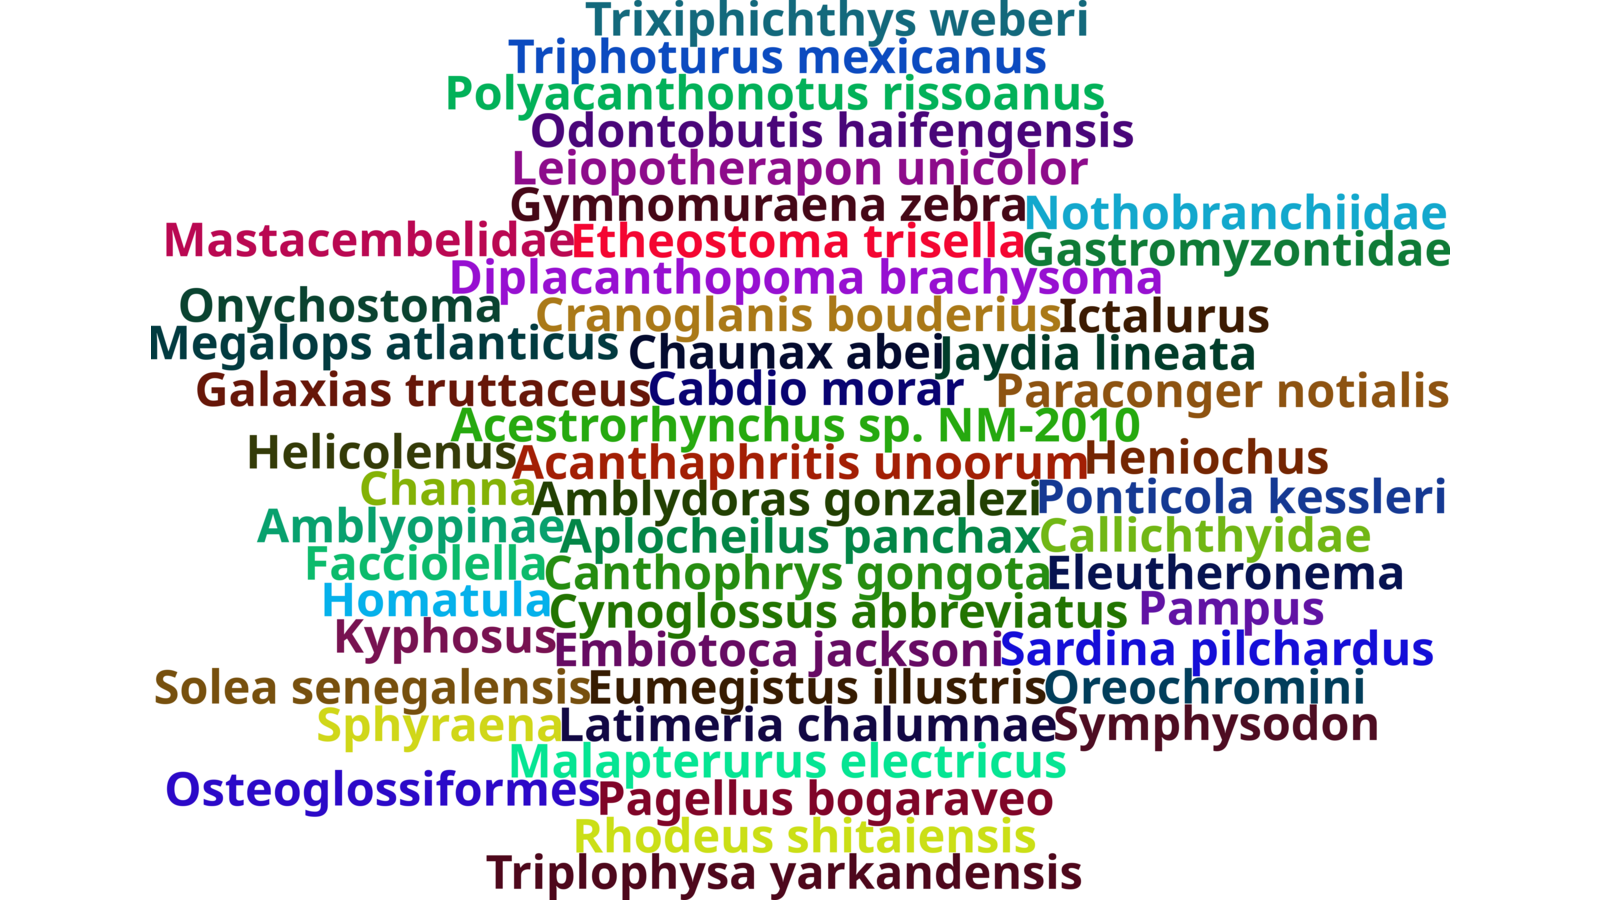 Trixiphichthys weberi
Triphoturus mexicanus
Polyacanthonotus rissoanus
Odontobutis haifengensis
Leiopotherapon unicolor
Gymnomuraena zebra
Nothobranchiidae
Mastacembelidae
Etheostoma trisella
Gastromyzontidae
Diplacanthopoma brachysoma
Onychostoma
Cranoglanis bouderius
Ictalurus
Megalops atlanticus
Chaunax abei
Jaydia lineata
Galaxias truttaceus
Cabdio morar
Paraconger notialis
Acestrorhynchus sp. NM-2010
Helicolenus
Acanthaphritis unoorum
Heniochus
Channa
Amblydoras gonzalezi
Ponticola kessleri
Amblyopinae
Aplocheilus panchax
Callichthyidae
Facciolella
Canthophrys gongota
Eleutheronema
Homatula
Cynoglossus abbreviatus
Pampus
Kyphosus
Embiotoca jacksoni
Sardina pilchardus
Solea senegalensis
Eumegistus illustris
Oreochromini
Sphyraena
Latimeria chalumnae
Symphysodon
Malapterurus electricus
Osteoglossiformes
Pagellus bogaraveo
Rhodeus shitaiensis
Triplophysa yarkandensis